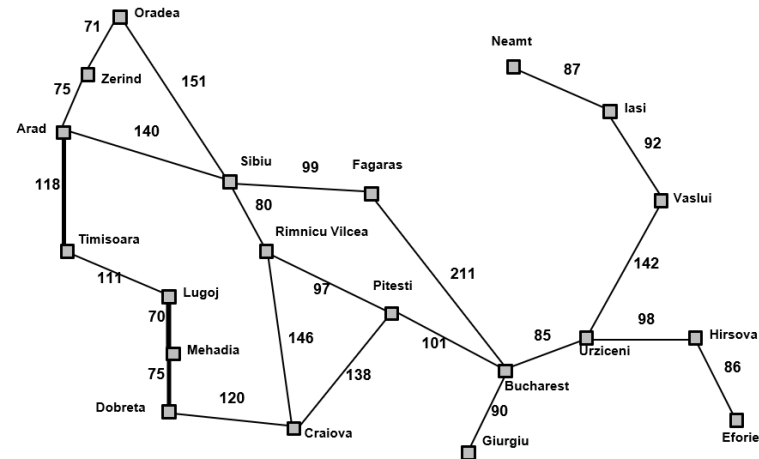 Oradea
71
Neamt
Zerind
87
151
75
Iasi
Arad
140
92
Sibiu
99
Fagaras
118
80
Vaslui
Rimnicu Vilcea
Timisoara
211
142
111
97
Pitesti
Lugoj
70
98
146
101
85
Hirsova
Mehadia
Urziceni
86
75
138
Bucharest
120
Dobreta
90
Craiova
Giurgiu
Eforie